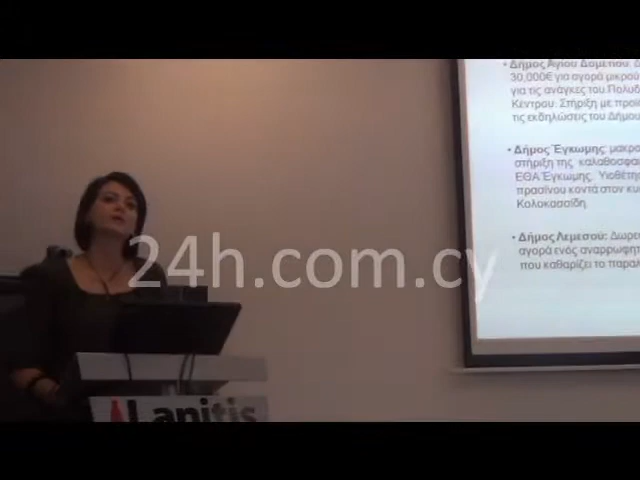 • Δήμος Αγίου Δομετίου:
30,000€ για αγορά μικρού
για τις ανάγκες του Πολυδ
Κέντρου. Στήριξη με προϊ
τις εκδηλώσεις του Δήμου
• Δήμος Έγκωμης: μακρο
στήριξη της καλαθοσφα
ΕΘΑ Έγκωμης. Υιοθέτη
πρασίνου κοντά στον κυ
Κολοκασσίδη.
• Δήμος Λεμεσού: Δωρε
αγορά ενός αναρροφητ
που καθαρίζει το παραλ
24h.com.cy
Lanitis